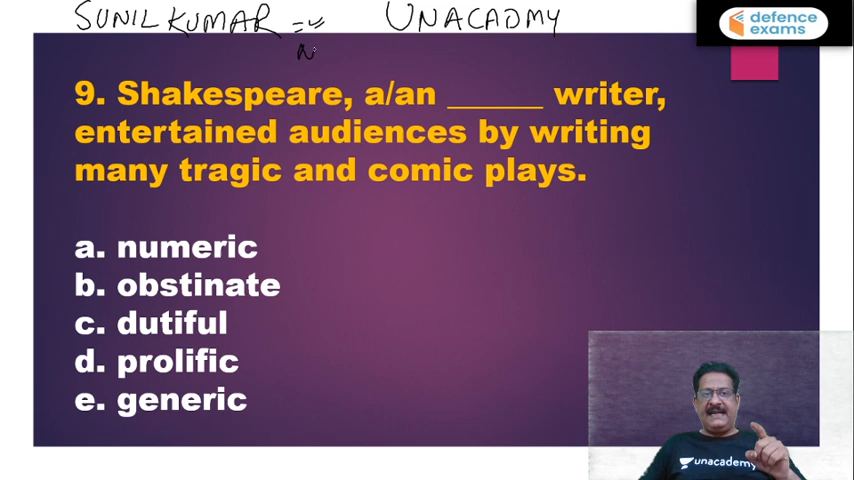 SUNIL KUMAR = UNACADMY
defence
exams
9. Shakespeare, a/an ______ writer,
entertained audiences by writing
many tragic and comic plays.
a. numeric
b. obstinate
c. dutiful
d. prolific
e. generic
unacademy